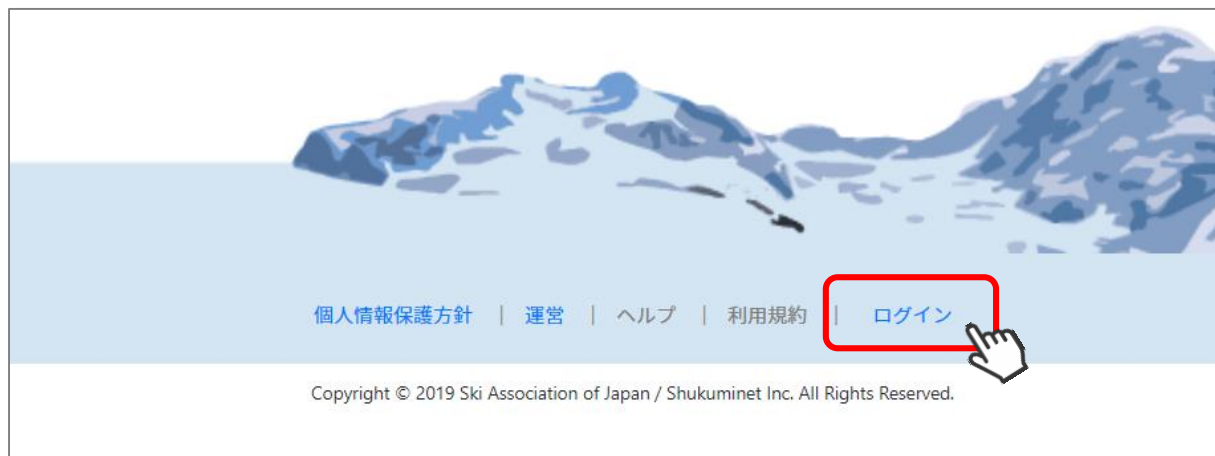 個人情報保護方針 | 運営 | ヘルプ | 利用規約 | ログイン
Copyright © 2019 Ski Association of Japan / Shukuminet Inc. All Rights Reserved.